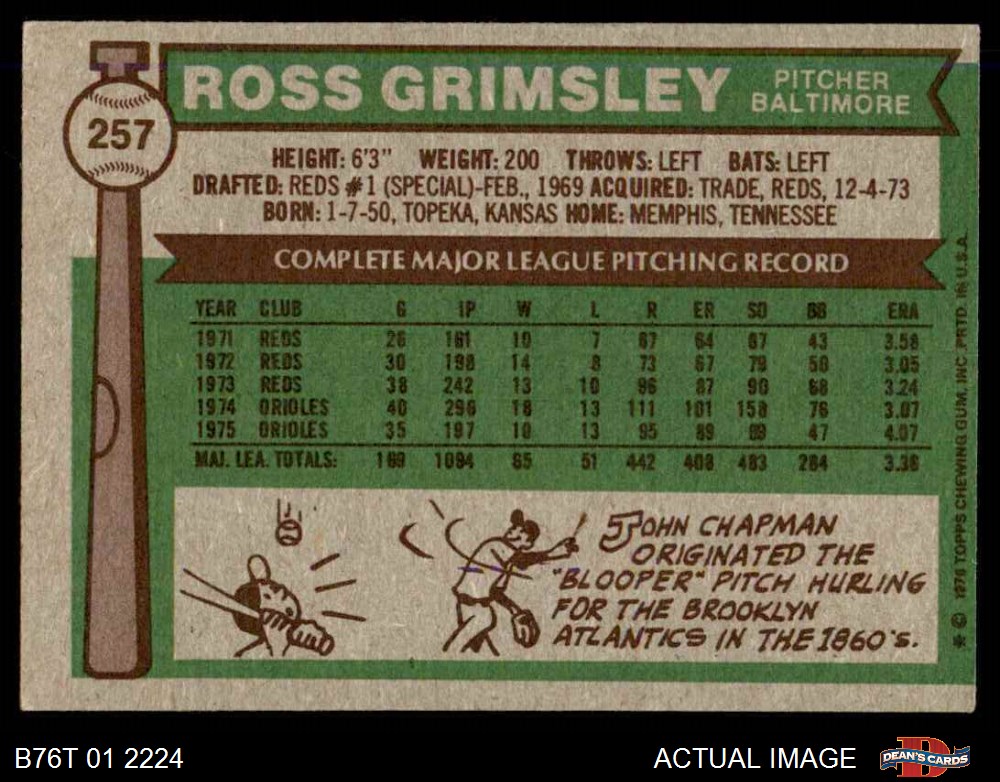 257
ROSS GRIMSLEY
PITCHER
BALTIMORE
HEIGHT: 6'3" WEIGHT: 200 THROWS: LEFT BATS: LEFT
DRAFTED: REDS #1 (SPECIAL)-FEB., 1969 ACQUIRED: TRADE, REDS, 12-4-73
BORN: 1-7-50, TOPEKA, KANSAS HOME: MEMPHIS, TENNESSEE
COMPLETE MAJOR LEAGUE PITCHING RECORD
YEAR CLUB G IP W L R ER SO BB ERA
1971 REDS 26 161 10 7 67 64 67 43 3.58
1972 REDS 30 198 14 8 73 67 79 50 3.05
1973 REDS 38 242 13 10 96 87 90 68 3.24
1974 ORIOLES 40 296 18 13 111 101 158 76 3.07
1975 ORIOLES 35 197 10 13 95 89 89 47 4.07
MAJ. LEA. TOTALS: 169 1094 65 51 442 408 483 284 3.36
JOHN CHAPMAN
ORIGINATED THE
"BLOOPER" PITCH HURLING
FOR THE BROOKLYN
ATLANTICS IN THE 1860's.
* © 1976 TOPPS CHEWING GUM, INC. PRTD. IN U.S.A.
B76T 01 2224
ACTUAL IMAGE
DEAN'S CARDS